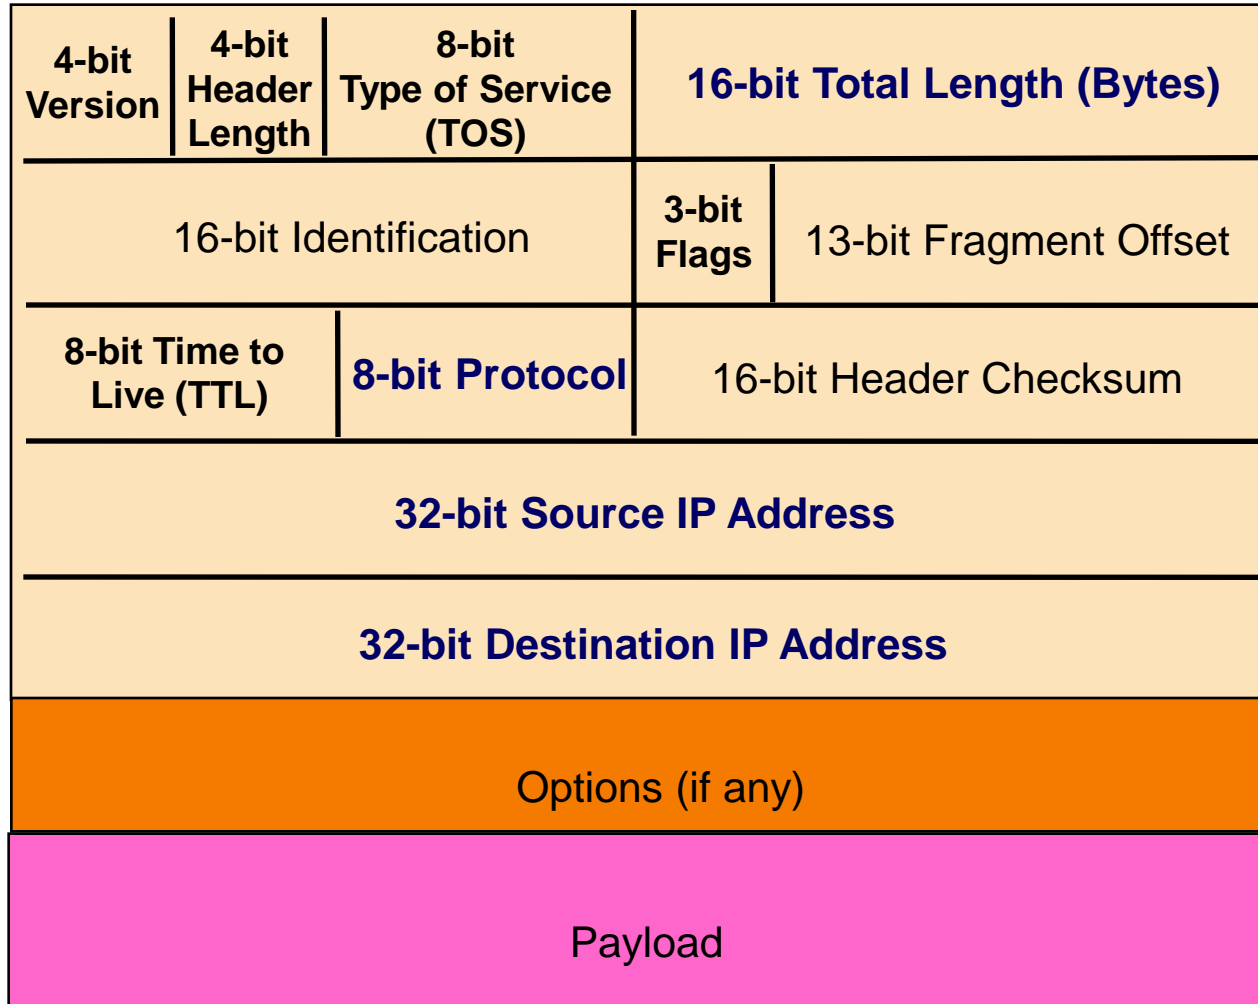 4-bit
Version
4-bit
Header
Length
8-bit
Type of Service
(TOS)
16-bit Total Length (Bytes)
16-bit Identification
3-bit
Flags
13-bit Fragment Offset
8-bit Time to
Live (TTL)
8-bit Protocol
16-bit Header Checksum
32-bit Source IP Address
32-bit Destination IP Address
Options (if any)
Payload